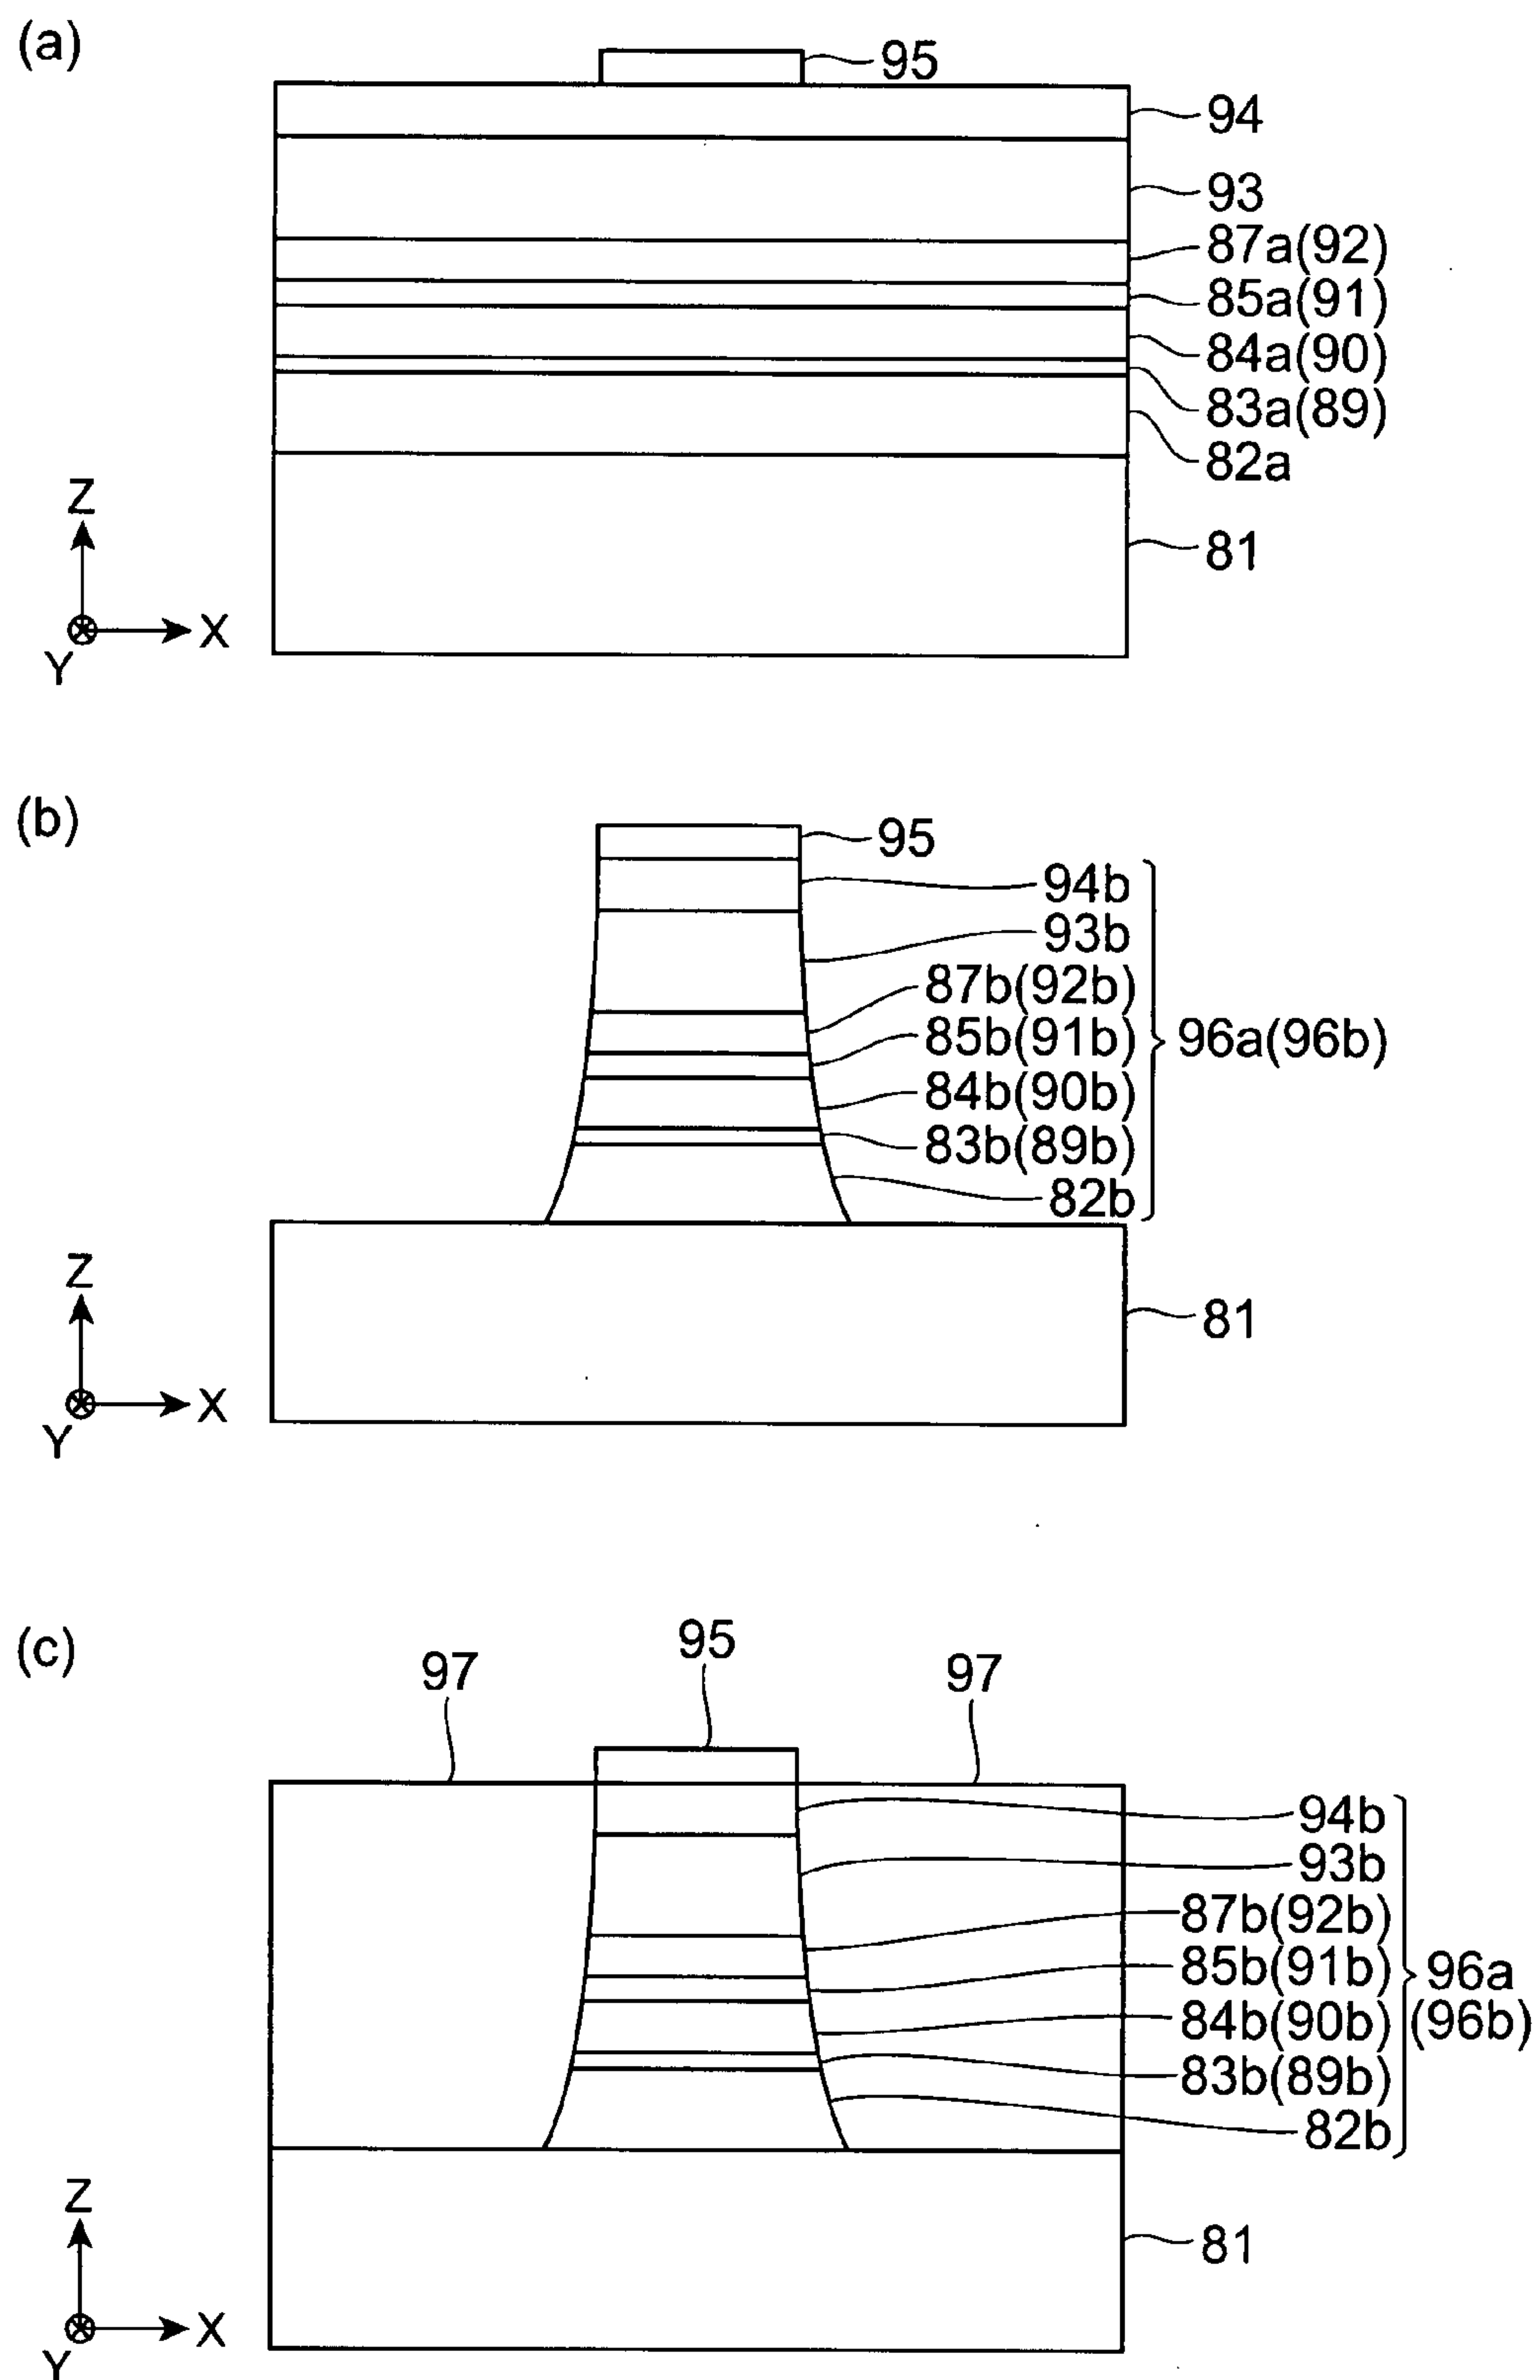 (a)
95
94
93
87a(92)
85a(91)
84a(90)
83a(89)
82a
81
Z
X
Y
(b)
95
94b
93b
87b(92b)
85b(91b)
96a(96b)
84b(90b)
83b(89b)
82b
81
Z
X
Y
(c)
97
95
97
94b
93b
87b(92b)
85b(91b)
96a
84b(90b)
(96b)
83b(89b)
82b
81
Z
X
Y